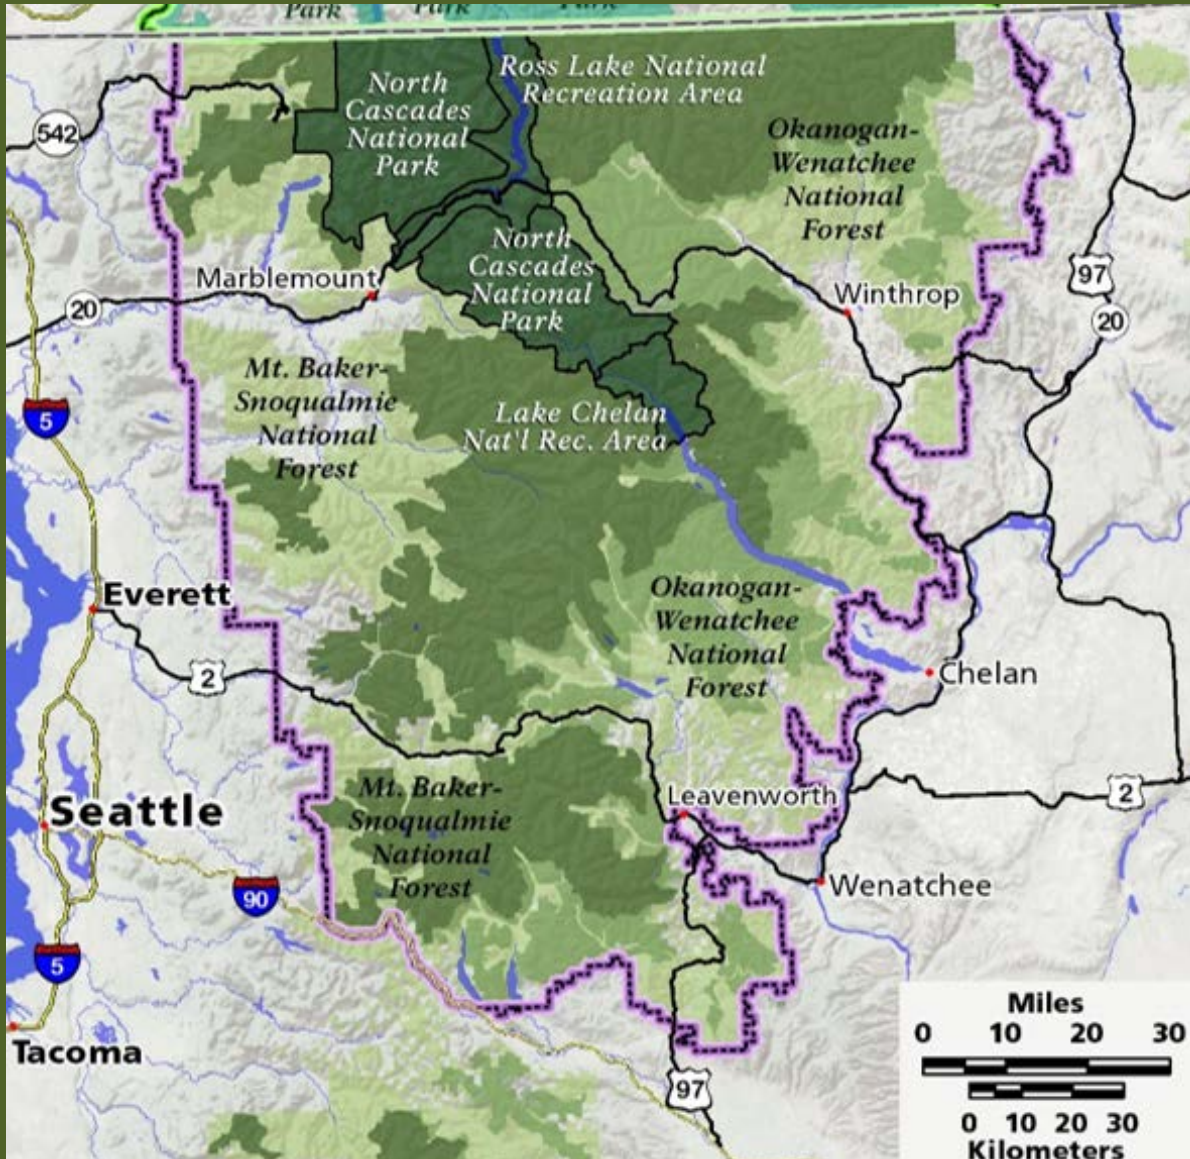 Park
Park
Park
North
Cascades
National
Park
Ross Lake National
Recreation Area
542
Okanogan-
Wenatchee
National
Forest
North
Cascades
National
Park
97
Marblemount
Winthrop
20
20
Mt. Baker-
Snoqualmie
National
Forest
5
Lake Chelan
Nat'l Rec. Area
Everett
Okanogan-
Wenatchee
National
Forest
2
Chelan
Mt. Baker-
Snoqualmie
National
Forest
Leavenworth
2
Seattle
90
Wenatchee
5
Tacoma
97
Miles
0 10 20 30
0 10 20 30
Kilometers